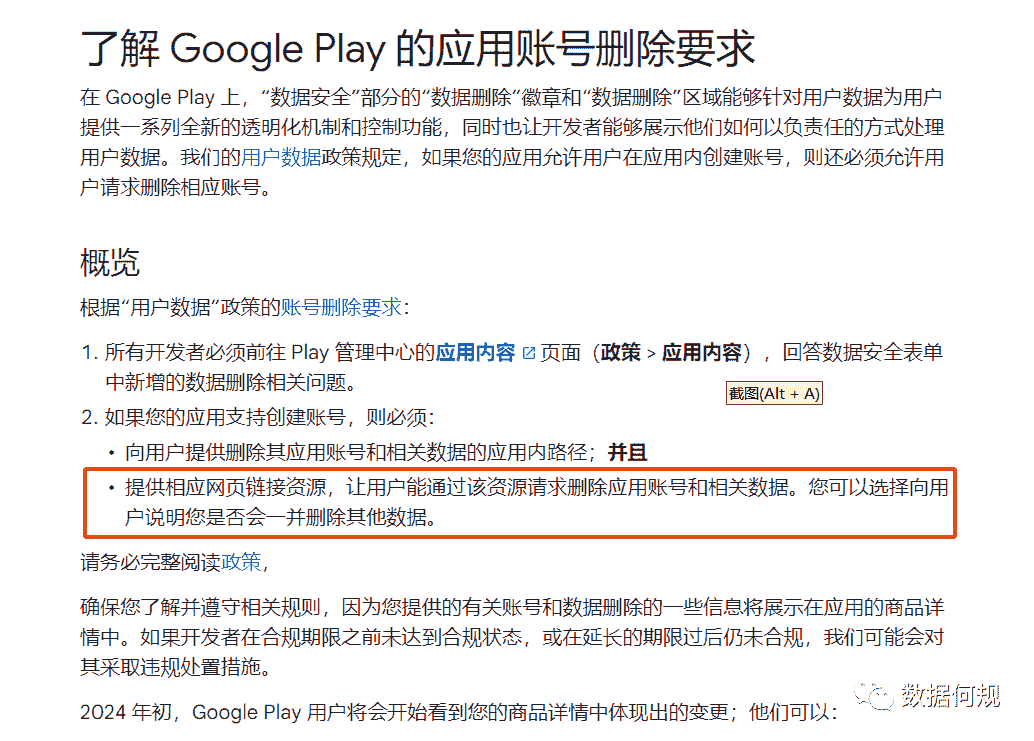 了解 Google Play 的应用账号删除要求
在 Google Play 上，“数据安全”部分的“数据删除”徽章和“数据删除”区域能够针对用户数据为用户
提供一系列全新的透明化机制和控制功能，同时也让开发者能够展示他们如何以负责任的方式处理
用户数据。我们的用户数据政策规定，如果您的应用允许用户在应用内创建账号，则还必须允许用
户请求删除相应账号。
概览
根据“用户数据”政策的账号删除要求：
1. 所有开发者必须前往 Play 管理中心的应用内容 页面（政策 > 应用内容），回答数据安全表单
中新增的数据删除相关问题。
截图(Alt + A)
2. 如果您的应用支持创建账号，则必须：
• 向用户提供删除其应用账号和相关数据的应用内路径；并且
• 提供相应网页链接资源，让用户能通过该资源请求删除应用账号和相关数据。您可以选择向用
户说明您是否会一并删除其他数据。
请务必完整阅读政策，
确保您了解并遵守相关规则，因为您提供的有关账号和数据删除的一些信息将展示在应用的商品详
情中。如果开发者在合规期限之前未达到合规状态，或在延长的期限过后仍未合规，我们可能会对
其采取违规处置措施。
数据何规
2024 年初，Google Play 用户将会开始看到您的商品详情中体现出的变更；他们可以：